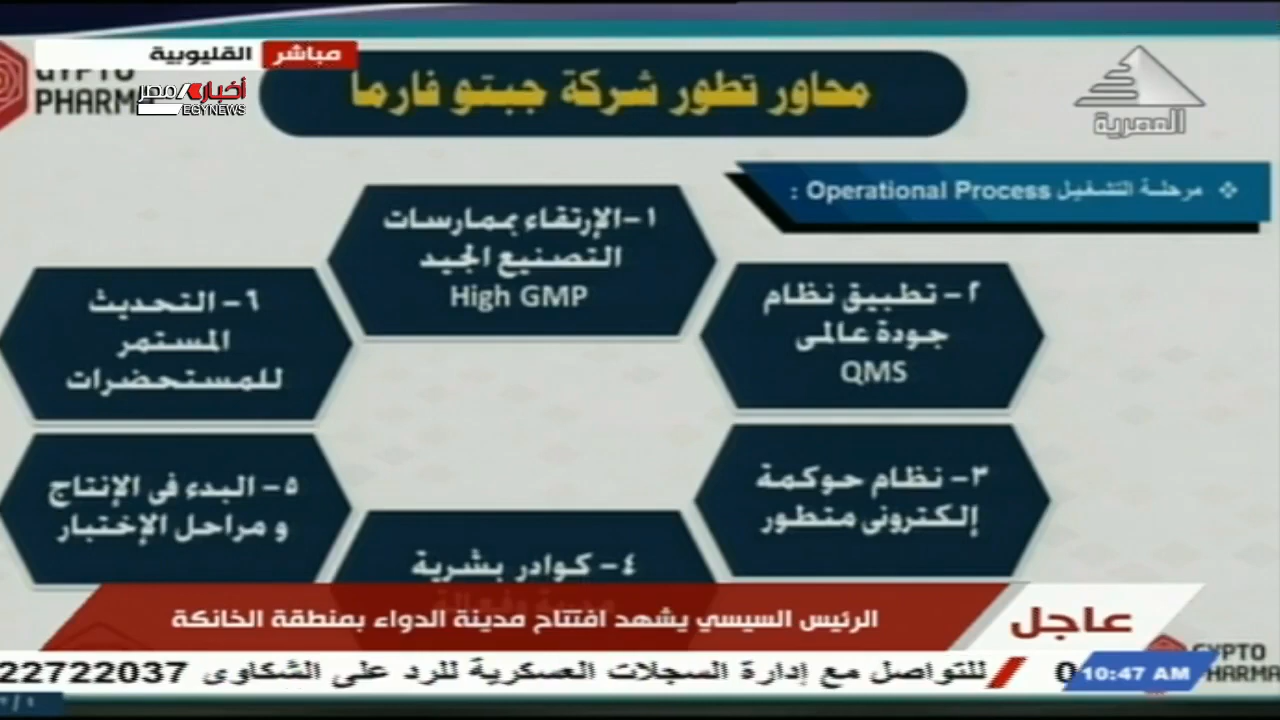 مباشر القليوبية
GYPTO
PHARMA
أخبار مصر
EGYNEWS
محاور تطور شركة جبتو فارما
المصرية
❖ مرحلة التشغيل Operational Process :
١-الإرتقاء بممارسات
التصنيع الجيد
High GMP
٢- تطبيق نظام
جودة عالمى
QMS
٣- نظام حوكمة
إلكترونى متطور
٤- كوادر بشرية
٥- البدء فى الإنتاج
و مراحل الإختبار
٦- التحديث
المستمر
للمستحضرات
عاجل
الرئيس السيسي يشهد افتتاح مدينة الدواء بمنطقة الخانكة
للتواصل مع إدارة السجلات العسكرية للرد على الشكاوى 22722037
10:47 AM
GYPTO
PHARMA